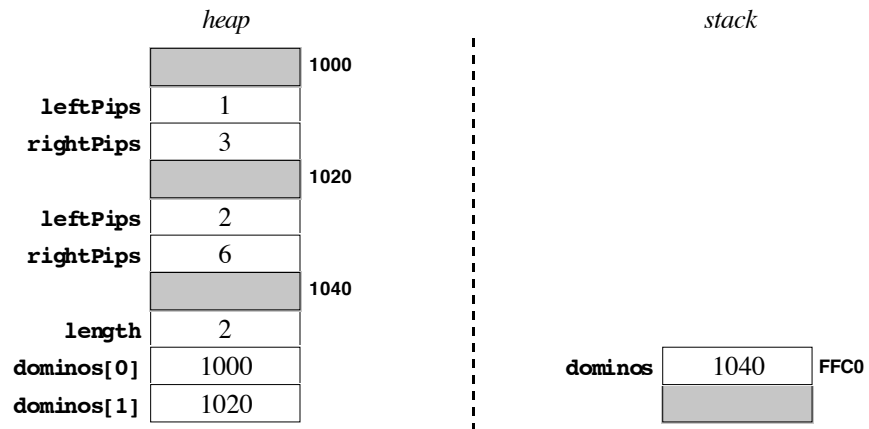 heap stack
1000
leftPips 1
rightPips 3
1020
leftPips 2
rightPips 6
1040
length 2
dominos[0] 1000 dominos 1040 FFC0
dominos[1] 1020